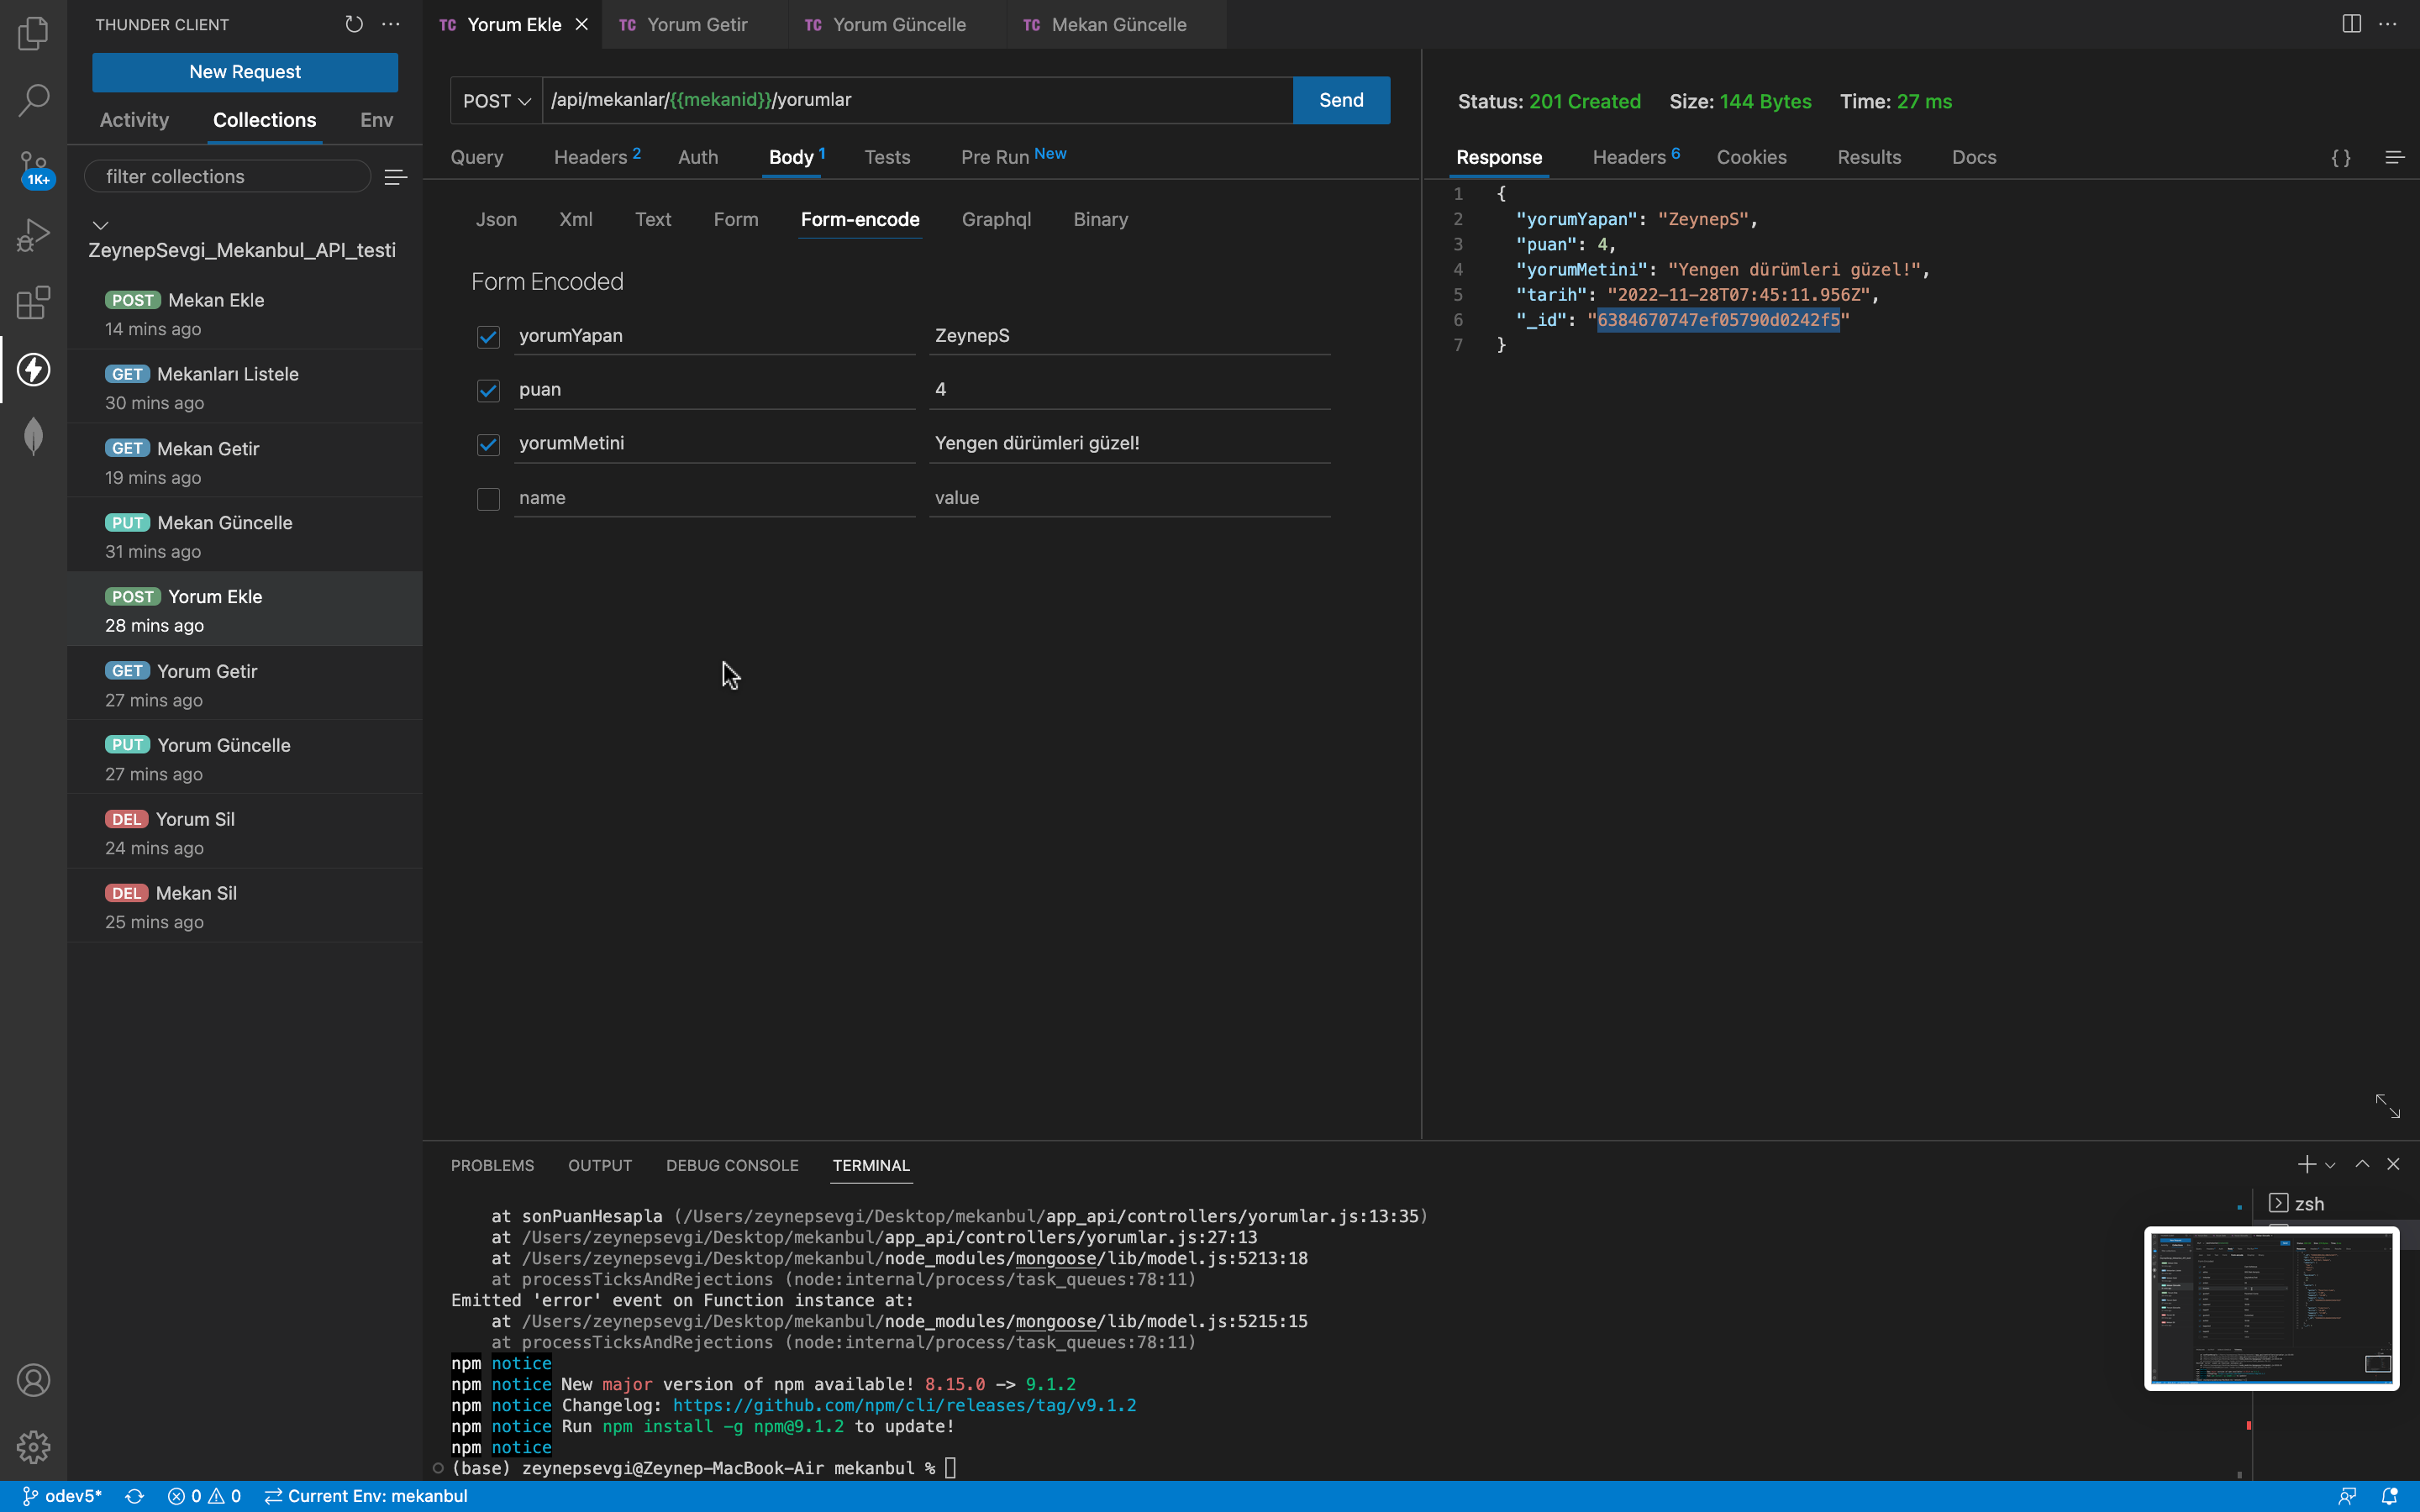 THUNDER CLIENT
New Request
Activity Collections Env
filter collections
1K+
ZeynepSevgi_Mekanbul_API_testi
POST Mekan Ekle
14 mins ago
GET Mekanları Listele
30 mins ago
GET Mekan Getir
19 mins ago
PUT Mekan Güncelle
31 mins ago
POST Yorum Ekle
28 mins ago
GET Yorum Getir
27 mins ago
PUT Yorum Güncelle
27 mins ago
DEL Yorum Sil
24 mins ago
DEL Mekan Sil
25 mins ago
TC Yorum Ekle TC Yorum Getir TC Yorum Güncelle TC Mekan Güncelle
POST /api/mekanlar/{{mekanid}}/yorumlar Send
Query Headers 2 Auth Body 1 Tests Pre Run New
Json Xml Text Form Form-encode Graphql Binary
Form Encoded
yorumYapan ZeynepS
puan 4
yorumMetini Yengen dürümleri güzel!
name value
Status: 201 Created Size: 144 Bytes Time: 27 ms
Response Headers 6 Cookies Results Docs {}
1 {
2 "yorumYapan": "ZeynepS",
3 "puan": 4,
4 "yorumMetini": "Yengen dürümleri güzel!",
5 "tarih": "2022-11-28T07:45:11.956Z",
6 "_id": "6384670747ef05790d0242f5"
7 }
PROBLEMS OUTPUT DEBUG CONSOLE TERMINAL
zsh
at sonPuanHesapla (/Users/zeynepsevgi/Desktop/mekanbul/app_api/controllers/yorumlar.js:13:35)
at /Users/zeynepsevgi/Desktop/mekanbul/app_api/controllers/yorumlar.js:27:13
at /Users/zeynepsevgi/Desktop/mekanbul/node_modules/mongoose/lib/model.js:5213:18
at processTicksAndRejections (node:internal/process/task_queues:78:11)
Emitted 'error' event on Function instance at:
at /Users/zeynepsevgi/Desktop/mekanbul/node_modules/mongoose/lib/model.js:5215:15
at processTicksAndRejections (node:internal/process/task_queues:78:11)
npm notice
npm notice New major version of npm available! 8.15.0 -> 9.1.2
npm notice Changelog: https://github.com/npm/cli/releases/tag/v9.1.2
npm notice Run npm install -g npm@9.1.2 to update!
npm notice
(base) zeynepsevgi@Zeynep-MacBook-Air mekanbul %
odev5* 0 0 Current Env: mekanbul